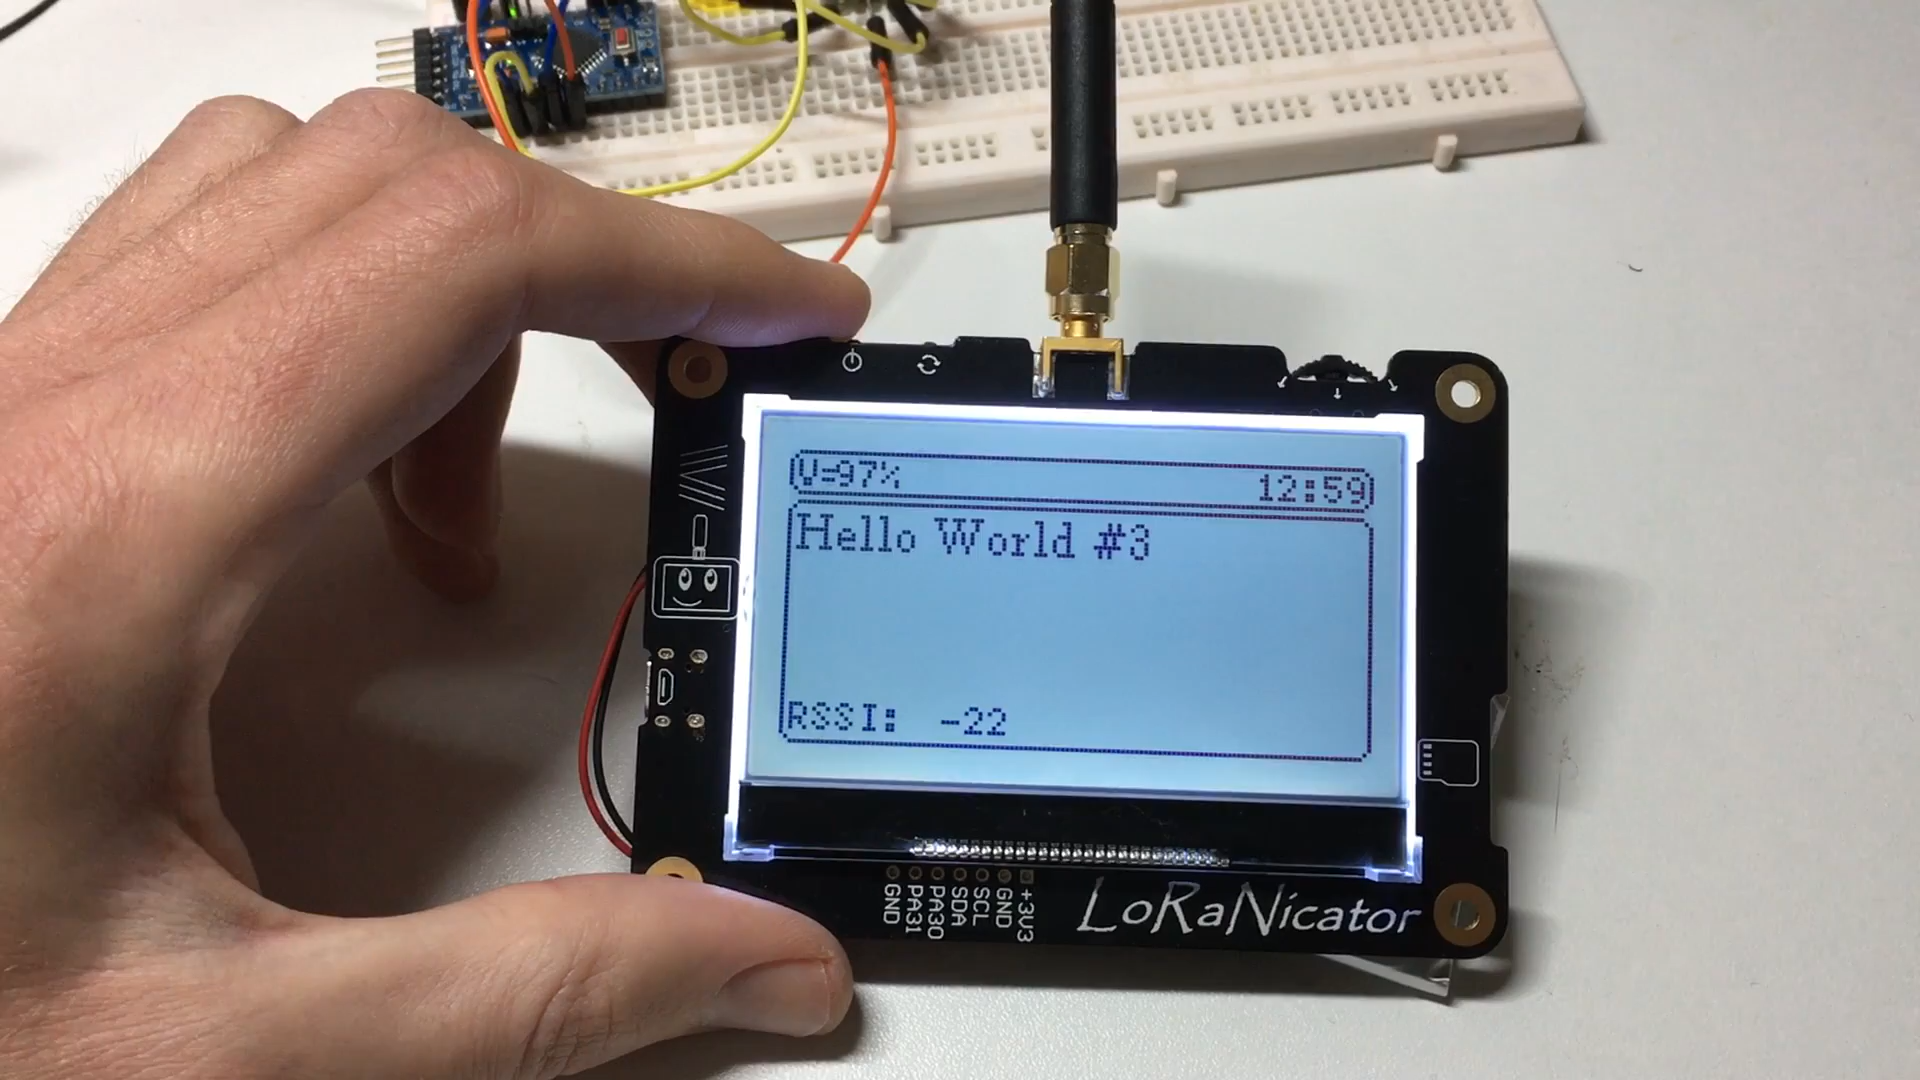 V-97% 12:59
Hello World #3
RSSI: -22
GND
PA31
PA30
SDA
SCL
GND
+3V3
LoRaNicator